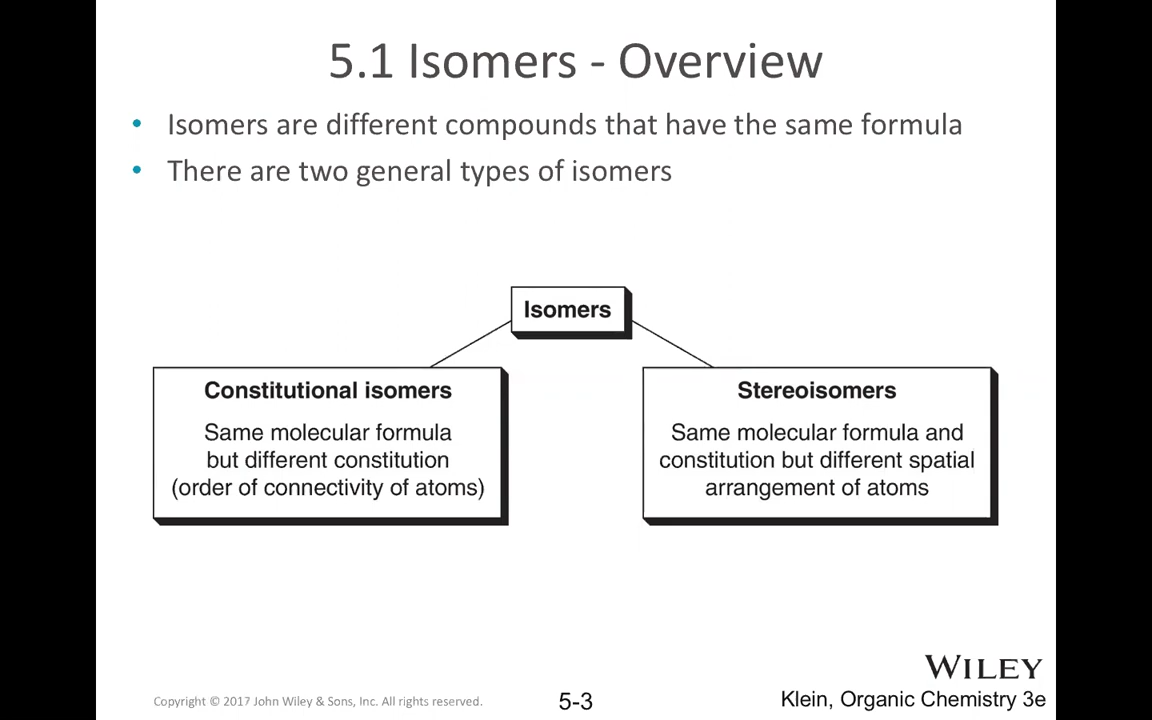 5.1 Isomers - Overview
• Isomers are different compounds that have the same formula
• There are two general types of isomers
Isomers
Constitutional isomers
Same molecular formula
but different constitution
(order of connectivity of atoms)
Stereoisomers
Same molecular formula and
constitution but different spatial
arrangement of atoms
WILEY
Copyright © 2017 John Wiley & Sons, Inc. All rights reserved.
5-3
Klein, Organic Chemistry 3e